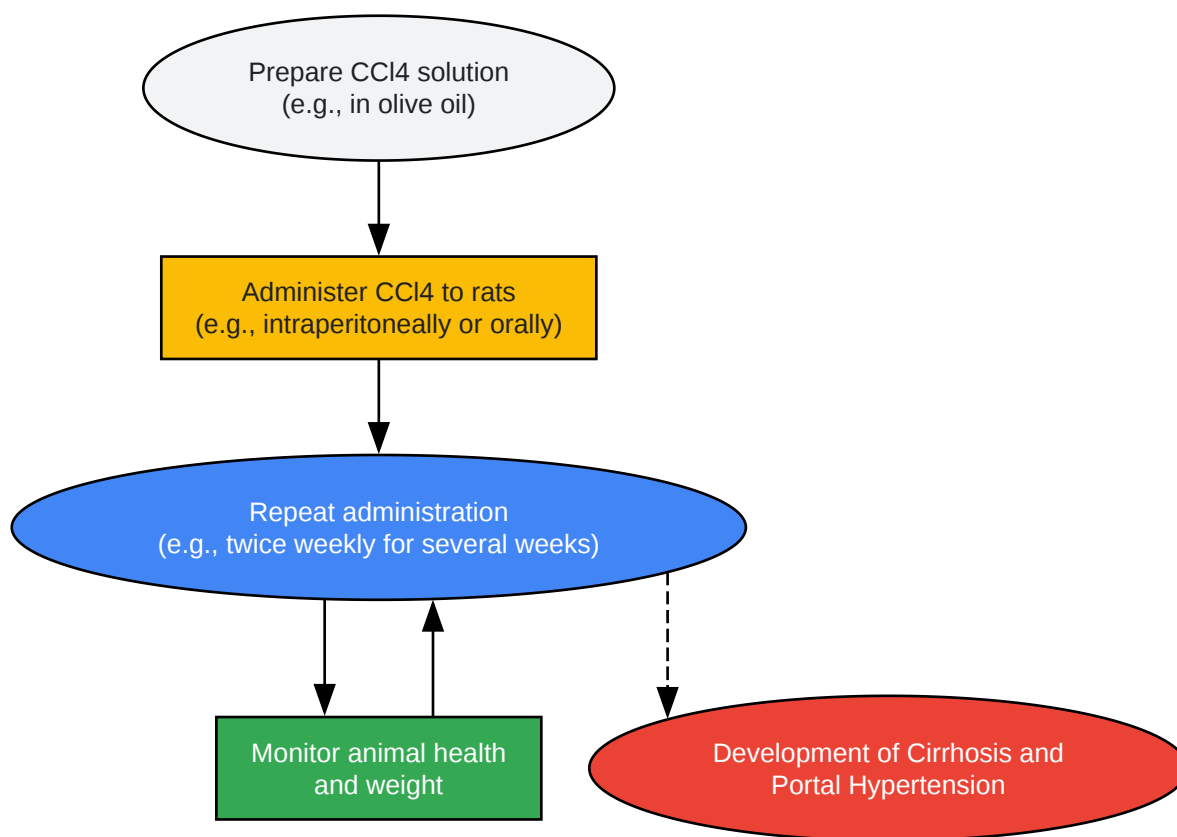 Prepare CCl4 solution
(e.g., in olive oil)
Administer CCl4 to rats
(e.g., intraperitoneally or orally)
Repeat administration
(e.g., twice weekly for several weeks)
Monitor animal health
and weight
Development of Cirrhosis and
Portal Hypertension